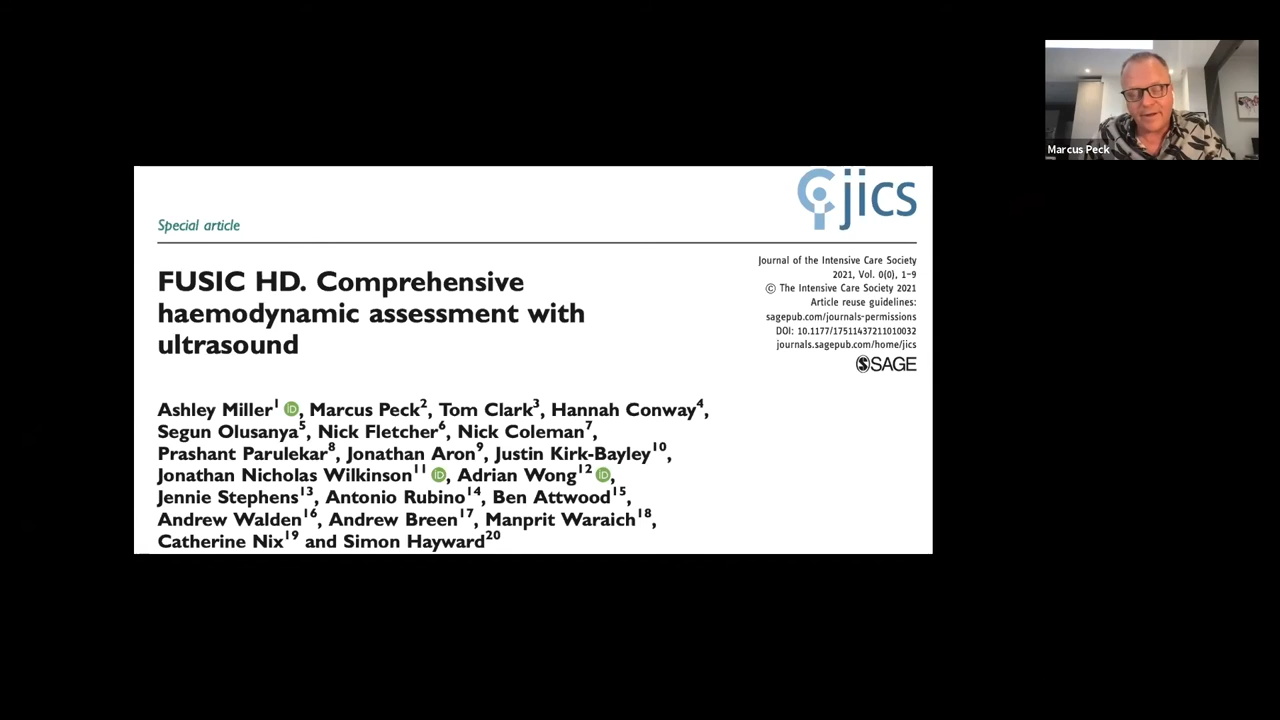 Marcus Peck
jics
Special article
Journal of the Intensive Care Society
2021, Vol. 0(0), 1–9
© The Intensive Care Society 2021
Article reuse guidelines:
sagepub.com/journals-permissions
DOI: 10.1177/17511437211010032
journals.sagepub.com/home/jics
SSAGE
FUSIC HD. Comprehensive
haemodynamic assessment with
ultrasound
Ashley Miller1 iD, Marcus Peck2, Tom Clark3, Hannah Conway4,
Segun Olusanya5, Nick Fletcher6, Nick Coleman7,
Prashant Parulekar8, Jonathan Aron9, Justin Kirk-Bayley10,
Jonathan Nicholas Wilkinson11 iD, Adrian Wong12 iD,
Jennie Stephens13, Antonio Rubino14, Ben Attwood15,
Andrew Walden16, Andrew Breen17, Manprit Waraich18,
Catherine Nix19 and Simon Hayward20